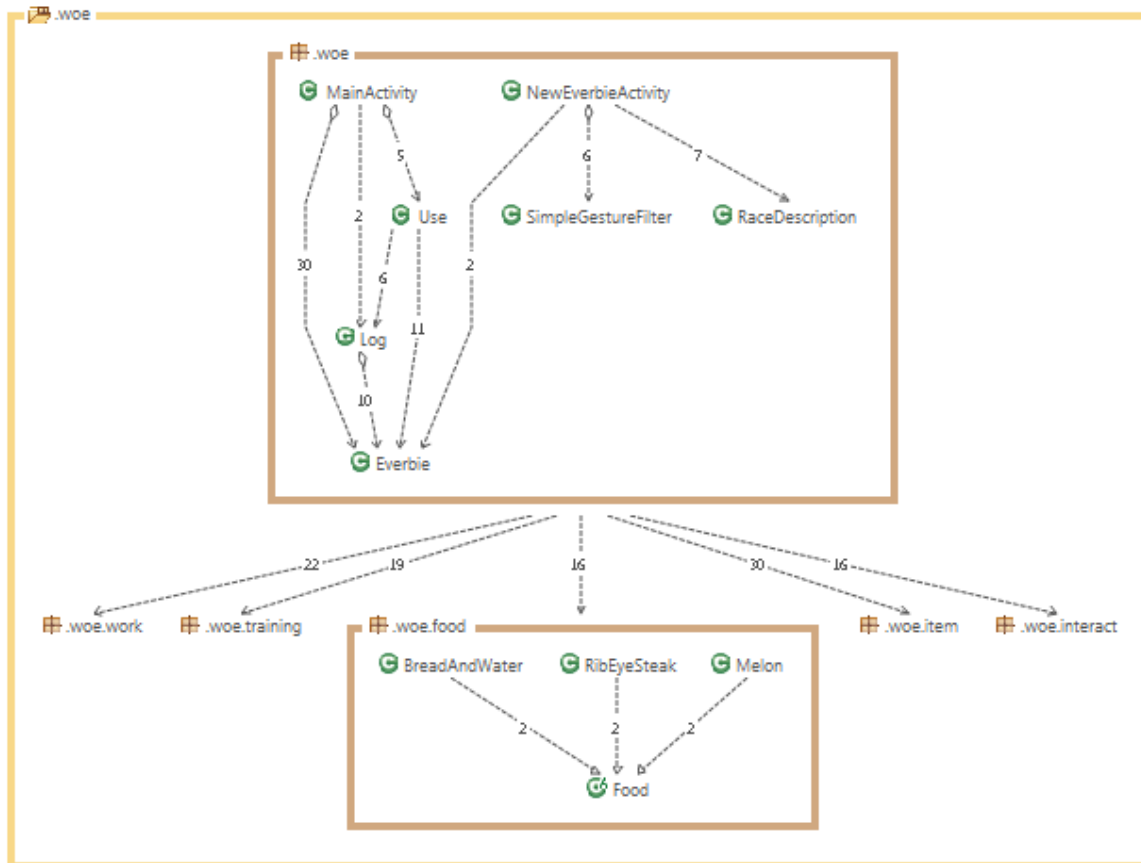 .woe
.woe
MainActivity
NewEverbieActivity
5
6
7
Use
SimpleGestureFilter
RaceDescription
2
30
6
2
11
Log
10
Everbie
22
19
16
30
16
.woe.work
.woe.training
.woe.food
.woe.item
.woe.interact
BreadAndWater
RibEyeSteak
Melon
2
2
2
Food